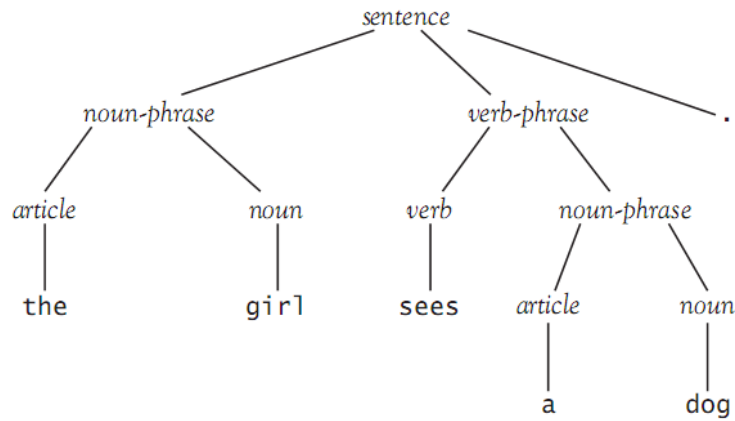 sentence
noun-phrase verb-phrase .
article noun verb noun-phrase
the girl sees article noun
a dog